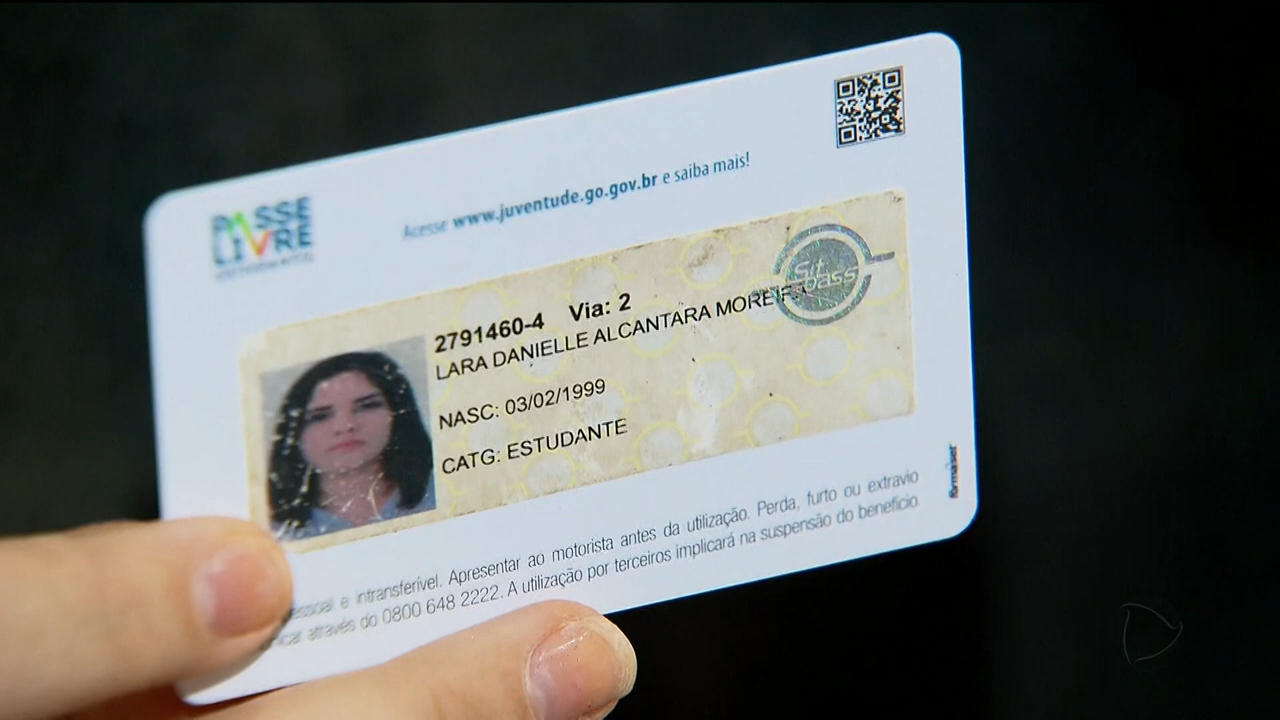 PASSE
LIVRE
ESTUDANTIL
Acesse www.juventude.go.gov.br e saiba mais!
Sit
pass
2791460-4 Via: 2
LARA DANIELLE ALCANTARA MOREIRA
NASC: 03/02/1999
CATG: ESTUDANTE
e intransferível. Apresentar ao motorista antes da utilização. Perda, furto ou extravio
através do 0800 648 2222. A utilização por terceiros implicará na suspensão do benefício